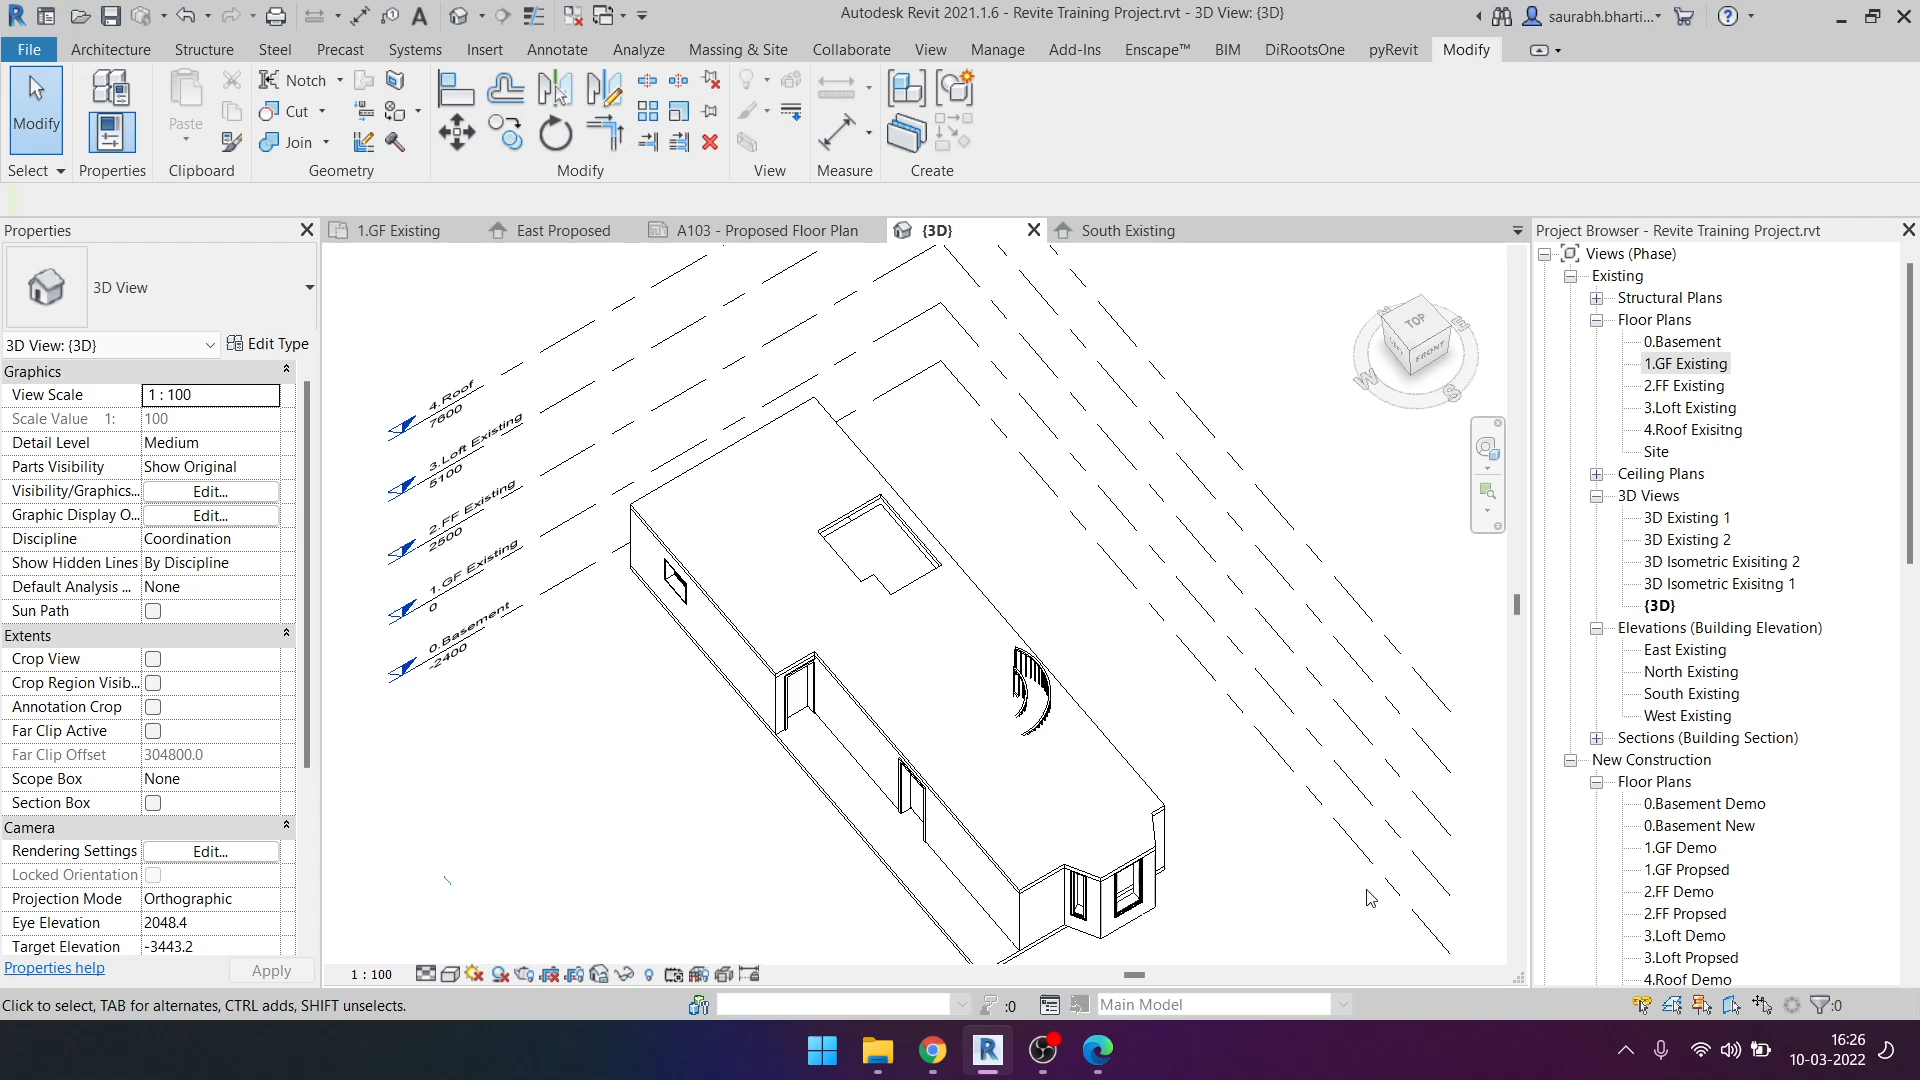 Autodesk Revit 2021.1.6 - Revite Training Project.rvt - 3D View: {3D}
saurabh.bharti...
File Architecture Structure Steel Precast Systems Insert Annotate Analyze Massing & Site Collaborate View Manage Add-Ins Enscape™ BIM DiRootsOne pyRevit Modify
Modify
Paste
Notch
Cut
Join
Select Properties Clipboard Geometry Modify View Measure Create
Properties
3D View
3D View: {3D} Edit Type
Graphics
View Scale 1 : 100
Scale Value 1: 100
Detail Level Medium
Parts Visibility Show Original
Visibility/Graphics... Edit...
Graphic Display O... Edit...
Discipline Coordination
Show Hidden Lines By Discipline
Default Analysis ... None
Sun Path
Extents
Crop View
Crop Region Visib...
Annotation Crop
Far Clip Active
Far Clip Offset 304800.0
Scope Box None
Section Box
Camera
Rendering Settings Edit...
Locked Orientation
Projection Mode Orthographic
Eye Elevation 2048.4
Target Elevation -3443.2
Properties help Apply
1.GF Existing East Proposed A103 - Proposed Floor Plan {3D} South Existing
4.Roof
7600
3.Loft Existing
5100
2.FF Existing
2500
1.GF Existing
0
0.Basement
-2400
TOP
LEFT
FRONT
N
E
W
S
1 : 100
Project Browser - Revite Training Project.rvt
Views (Phase)
Existing
Structural Plans
Floor Plans
0.Basement
1.GF Existing
2.FF Existing
3.Loft Existing
4.Roof Exisitng
Site
Ceiling Plans
3D Views
3D Existing 1
3D Existing 2
3D Isometric Exisiting 2
3D Isometric Exisitng 1
{3D}
Elevations (Building Elevation)
East Existing
North Existing
South Existing
West Existing
Sections (Building Section)
New Construction
Floor Plans
0.Basement Demo
0.Basement New
1.GF Demo
1.GF Propsed
2.FF Demo
2.FF Propsed
3.Loft Demo
3.Loft Propsed
4.Roof Demo
Click to select, TAB for alternates, CTRL adds, SHIFT unselects.
:0
Main Model
:0
16:26
10-03-2022